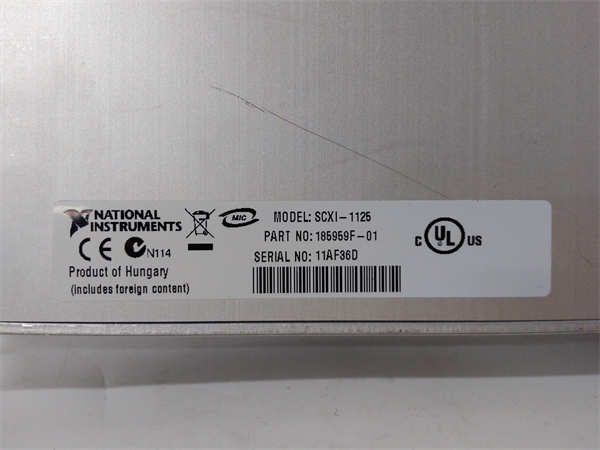 NATIONAL
INSTRUMENTS
CE N114
Product of Hungary
(includes foreign content)
MIC
MODEL: SCXI-1125
PART NO: 185959F-01
SERIAL NO: 11AF36D
C UL US